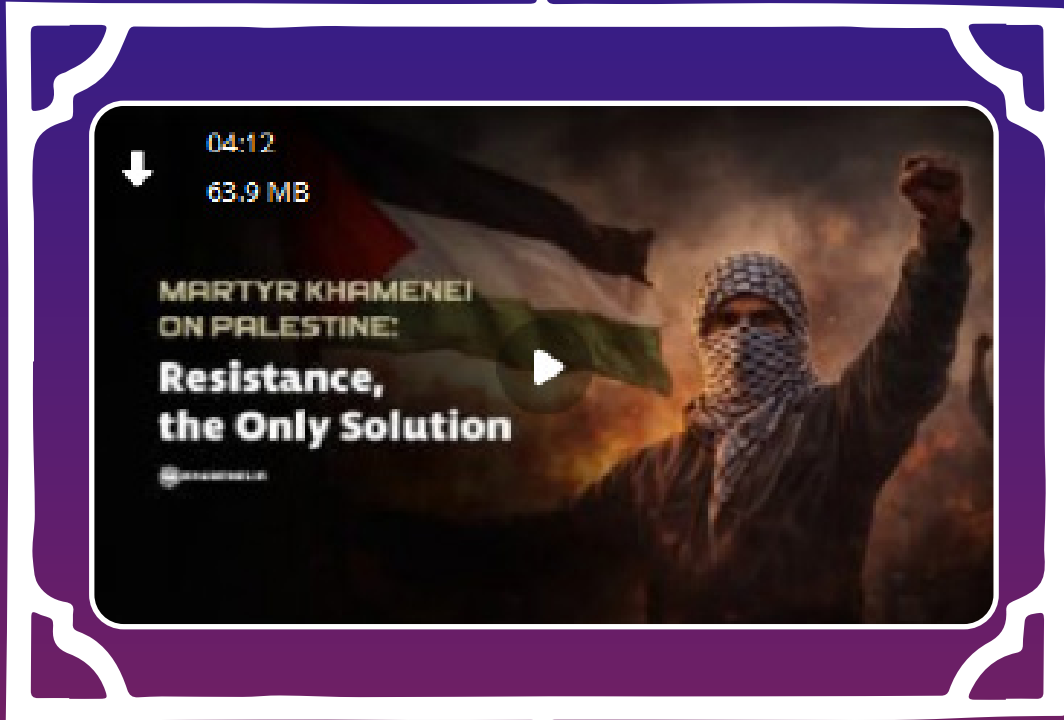 04:12
63.9 MB
MARTYR KHAMENEI
ON PALESTINE:
Resistance,
the Only Solution